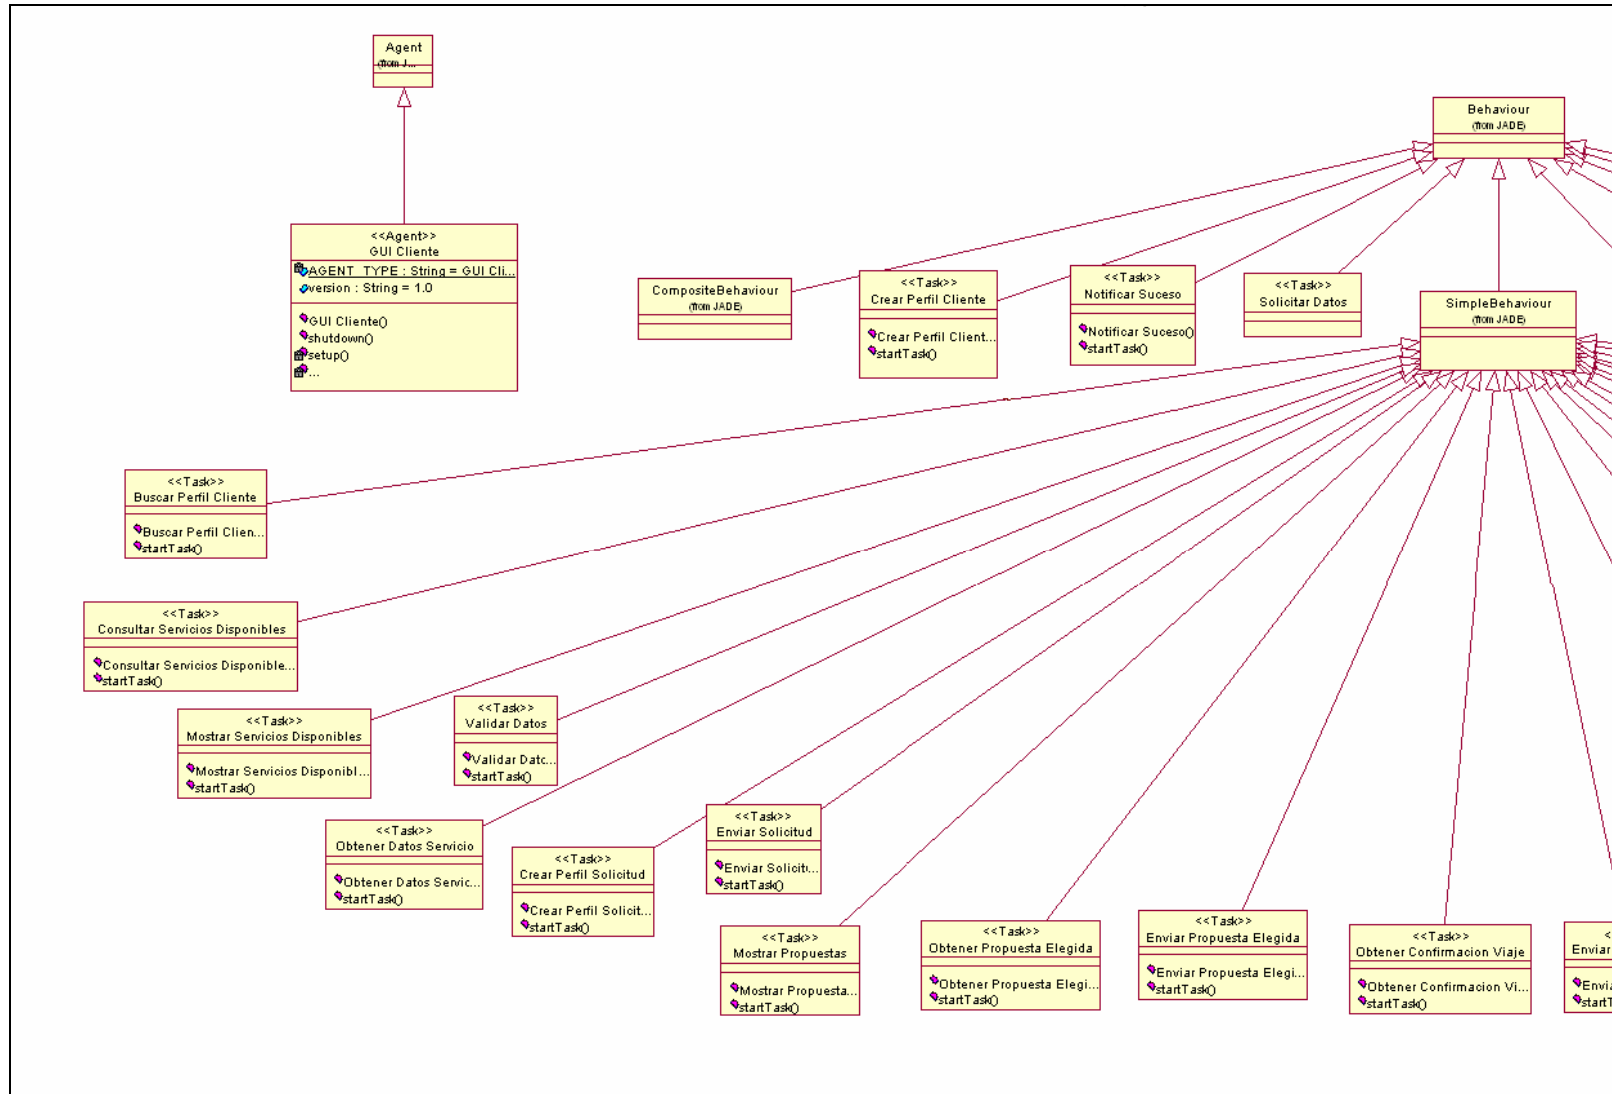 Agent
(from J...
<<Agent>>
GUI Cliente
AGENT_TYPE : String = GUI Cli...
version : String = 1.0
GUI Cliente()
shutdown()
setup()
...
Behaviour
(from JADE)
CompositeBehaviour
(from JADE)
<<Task>>
Crear Perfil Cliente
Crear Perfil Client...
startTask()
<<Task>>
Notificar Suceso
Notificar Suceso()
startTask()
<<Task>>
Solicitar Datos
SimpleBehaviour
(from JADE)
<<Task>>
Buscar Perfil Cliente
Buscar Perfil Clien...
startTask()
<<Task>>
Consultar Servicios Disponibles
Consultar Servicios Disponible...
startTask()
<<Task>>
Mostrar Servicios Disponibles
Mostrar Servicios Disponibl...
startTask()
<<Task>>
Validar Datos
Validar Datc...
startTask()
<<Task>>
Obtener Datos Servicio
Obtener Datos Servic...
startTask()
<<Task>>
Crear Perfil Solicitud
Crear Perfil Solicit...
startTask()
<<Task>>
Enviar Solicitud
Enviar Solicit...
startTask()
<<Task>>
Mostrar Propuestas
Mostrar Propuesta...
startTask()
<<Task>>
Obtener Propuesta Elegida
Obtener Propuesta Elegi...
startTask()
<<Task>>
Enviar Propuesta Elegida
Enviar Propuesta Elegi...
startTask()
<<Task>>
Obtener Confirmacion Viaje
Obtener Confirmacion Vi...
startTask()
<
Enviar
Envia
startT